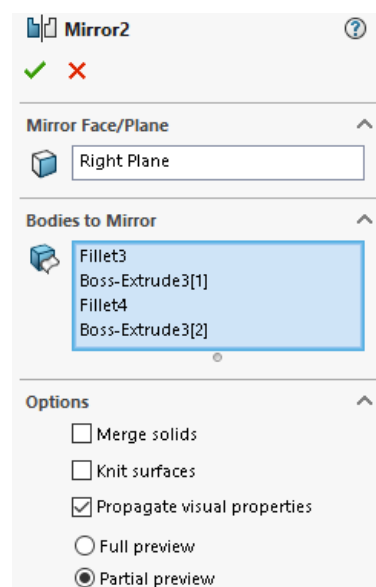 Mirror2
Mirror Face/Plane
Right Plane
Bodies to Mirror
Fillet3
Boss-Extrude3[1]
Fillet4
Boss-Extrude3[2]
Options
Merge solids
Knit surfaces
Propagate visual properties
Full preview
Partial preview